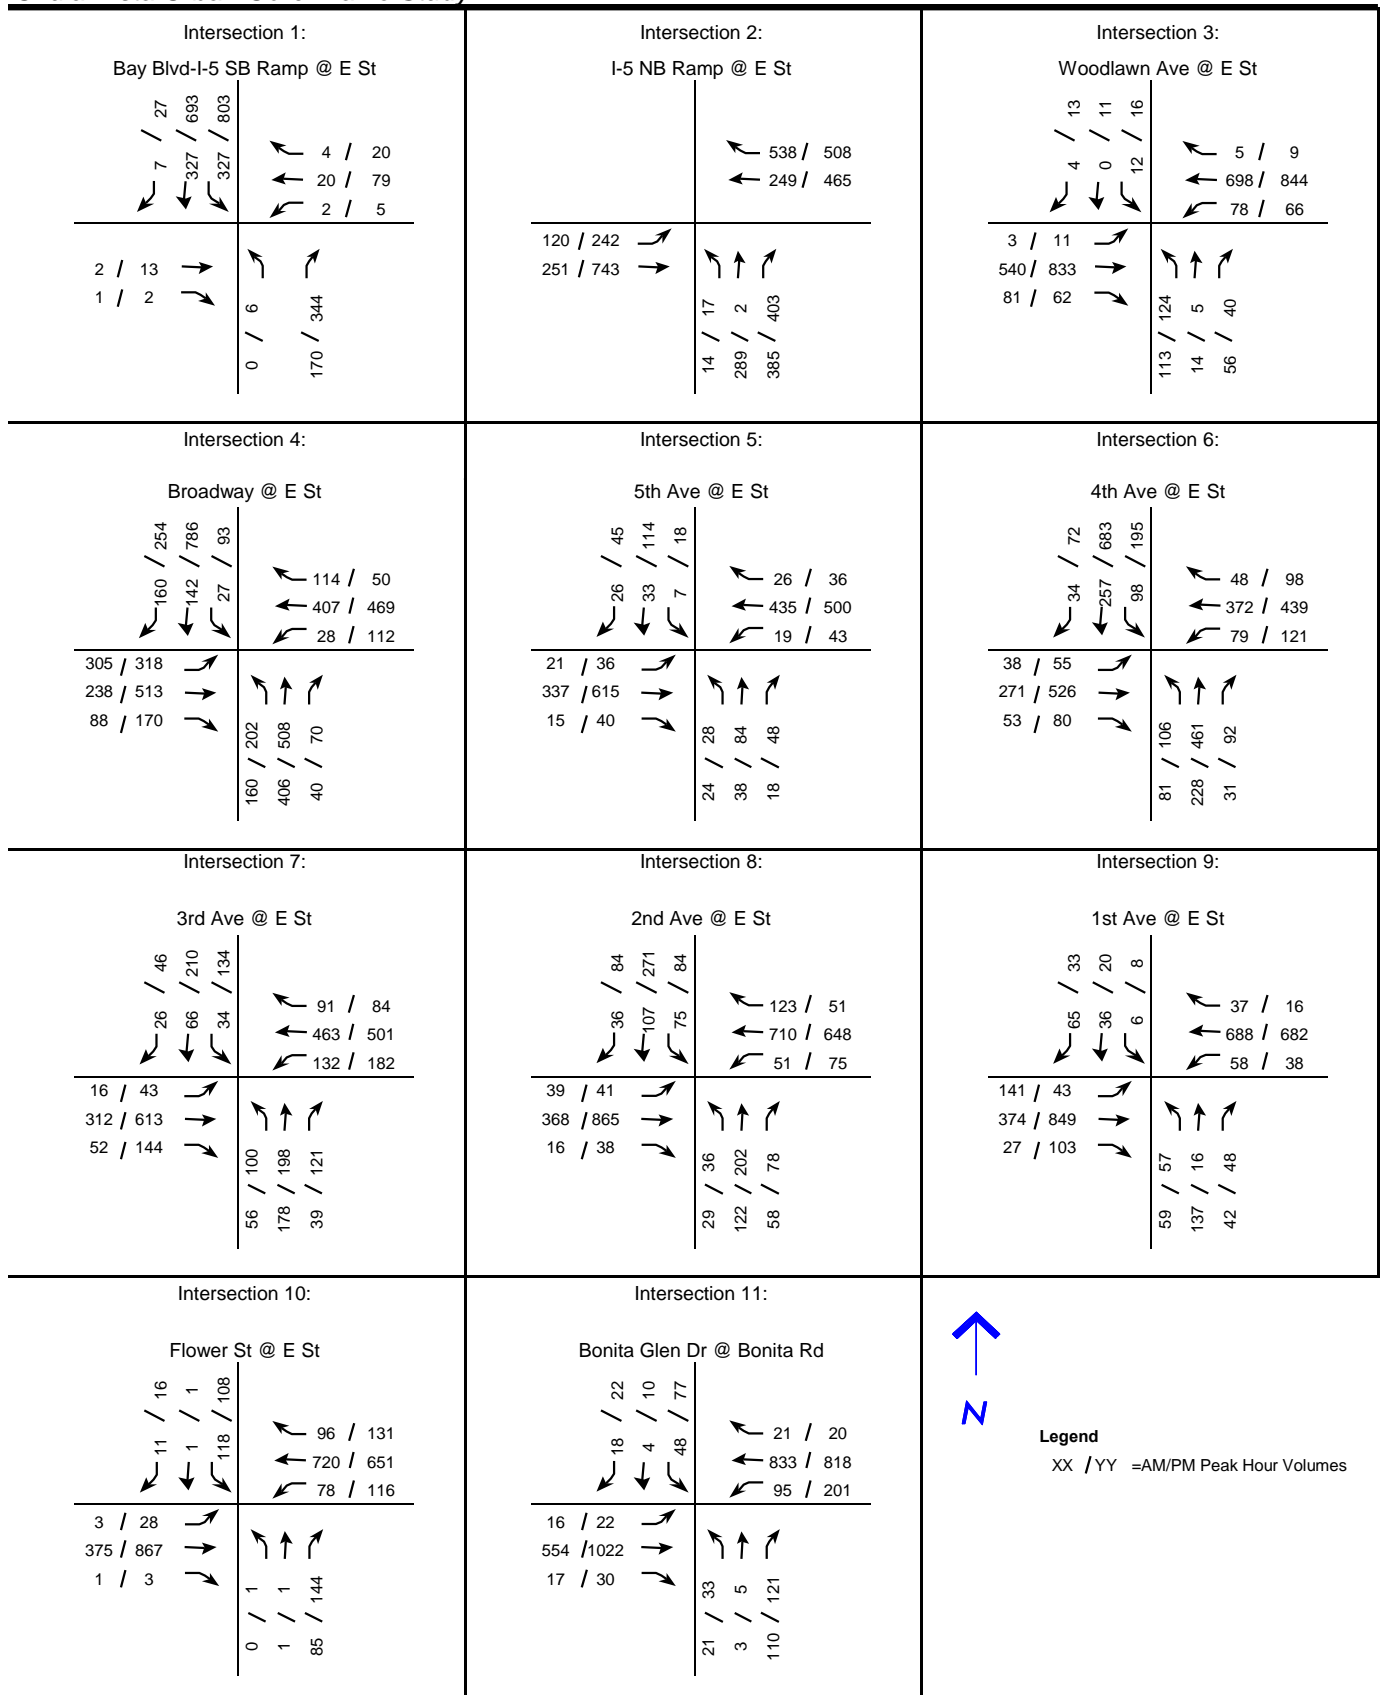 Intersection 1:
Bay Blvd-I-5 SB Ramp @ E St
27 693 803
7 327 327
4 / 20
20 / 79
2 / 5
2 / 13
1 / 2
6 344
0 170
Intersection 2:
I-5 NB Ramp @ E St
538 / 508
249 / 465
120 / 242
251 / 743
17 2 403
14 289 385
Intersection 3:
Woodlawn Ave @ E St
13 11 16
4 0 12
5 / 9
698 / 844
78 / 66
3 / 11
540 / 833
81 / 62
124 5 40
113 14 56
Intersection 4:
Broadway @ E St
254 786 93
160 142 27
114 / 50
407 / 469
28 / 112
305 / 318
238 / 513
88 / 170
202 508 70
160 406 40
Intersection 5:
5th Ave @ E St
45 114 18
26 33 7
26 / 36
435 / 500
19 / 43
21 / 36
337 / 615
15 / 40
28 84 48
24 38 18
Intersection 6:
4th Ave @ E St
72 683 195
34 257 98
48 / 98
372 / 439
79 / 121
38 / 55
271 / 526
53 / 80
106 461 92
81 228 31
Intersection 7:
3rd Ave @ E St
46 210 134
26 66 34
91 / 84
463 / 501
132 / 182
16 / 43
312 / 613
52 / 144
100 198 121
56 178 39
Intersection 8:
2nd Ave @ E St
84 271 84
36 107 75
123 / 51
710 / 648
51 / 75
39 / 41
368 / 865
16 / 38
36 202 78
29 122 58
Intersection 9:
1st Ave @ E St
33 20 8
65 36 6
37 / 16
688 / 682
58 / 38
141 / 43
374 / 849
27 / 103
57 16 48
59 137 42
Intersection 10:
Flower St @ E St
16 1 108
11 1 118
96 / 131
720 / 651
78 / 116
3 / 28
375 / 867
1 / 3
1 1 144
0 1 85
Intersection 11:
Bonita Glen Dr @ Bonita Rd
22 10 77
18 4 48
21 / 20
833 / 818
95 / 201
16 / 22
554 / 1022
17 / 30
33 5 121
21 3 110
N
Legend
XX / YY =AM/PM Peak Hour Volumes